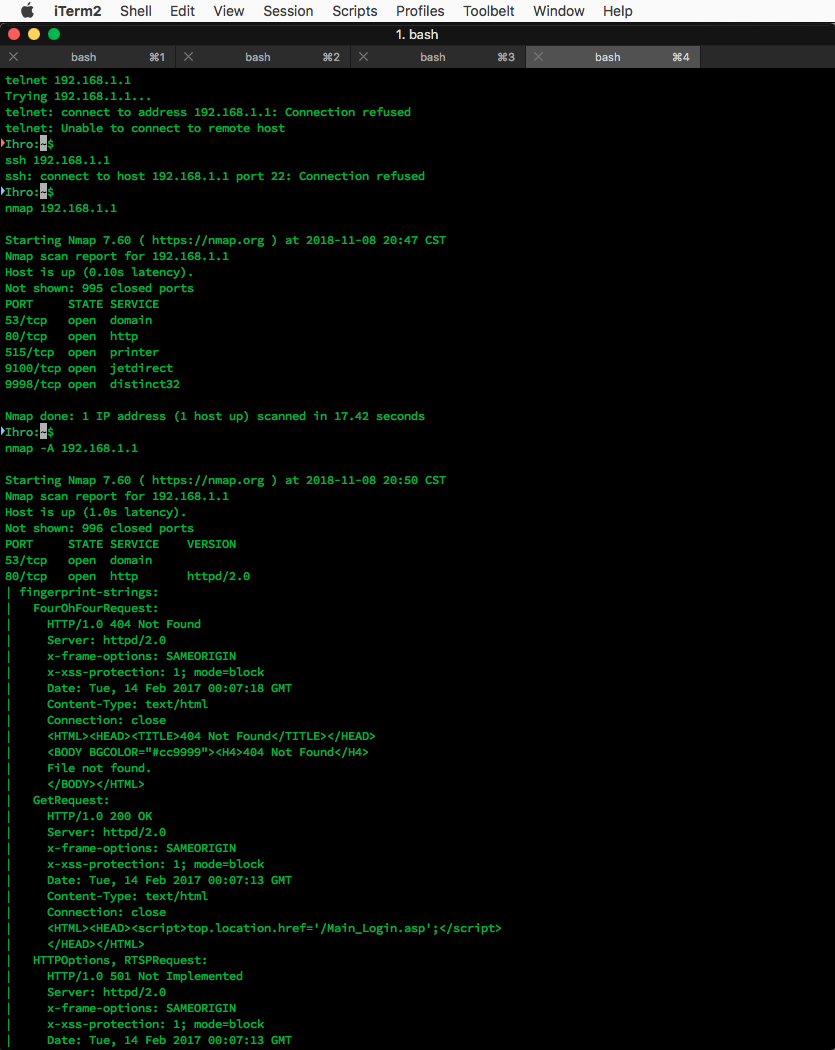 iTerm2 Shell Edit View Session Scripts Profiles Toolbelt Window Help
1. bash
bash ⌘1 bash ⌘2 bash ⌘3 bash ⌘4
telnet 192.168.1.1
Trying 192.168.1.1...
telnet: connect to address 192.168.1.1: Connection refused
telnet: Unable to connect to remote host
Ihro:~$
ssh 192.168.1.1
ssh: connect to host 192.168.1.1 port 22: Connection refused
Ihro:~$
nmap 192.168.1.1

Starting Nmap 7.60 ( https://nmap.org ) at 2018-11-08 20:47 CST
Nmap scan report for 192.168.1.1
Host is up (0.10s latency).
Not shown: 995 closed ports
PORT     STATE SERVICE
53/tcp   open  domain
80/tcp   open  http
515/tcp  open  printer
9100/tcp open  jetdirect
9998/tcp open  distinct32

Nmap done: 1 IP address (1 host up) scanned in 17.42 seconds
Ihro:~$
nmap -A 192.168.1.1

Starting Nmap 7.60 ( https://nmap.org ) at 2018-11-08 20:50 CST
Nmap scan report for 192.168.1.1
Host is up (1.0s latency).
Not shown: 996 closed ports
PORT     STATE SERVICE    VERSION
53/tcp   open  domain
80/tcp   open  http       httpd/2.0
| fingerprint-strings:
|   FourOhFourRequest:
|     HTTP/1.0 404 Not Found
|     Server: httpd/2.0
|     x-frame-options: SAMEORIGIN
|     x-xss-protection: 1; mode=block
|     Date: Tue, 14 Feb 2017 00:07:18 GMT
|     Content-Type: text/html
|     Connection: close
|     <HTML><HEAD><TITLE>404 Not Found</TITLE></HEAD>
|     <BODY BGCOLOR="#cc9999"><H4>404 Not Found</H4>
|     File not found.
|     </BODY></HTML>
|   GetRequest:
|     HTTP/1.0 200 OK
|     Server: httpd/2.0
|     x-frame-options: SAMEORIGIN
|     x-xss-protection: 1; mode=block
|     Date: Tue, 14 Feb 2017 00:07:13 GMT
|     Content-Type: text/html
|     Connection: close
|     <HTML><HEAD><script>top.location.href='/Main_Login.asp';</script>
|     </HEAD></HTML>
|   HTTPOptions, RTSPRequest:
|     HTTP/1.0 501 Not Implemented
|     Server: httpd/2.0
|     x-frame-options: SAMEORIGIN
|     x-xss-protection: 1; mode=block
|     Date: Tue, 14 Feb 2017 00:07:13 GMT